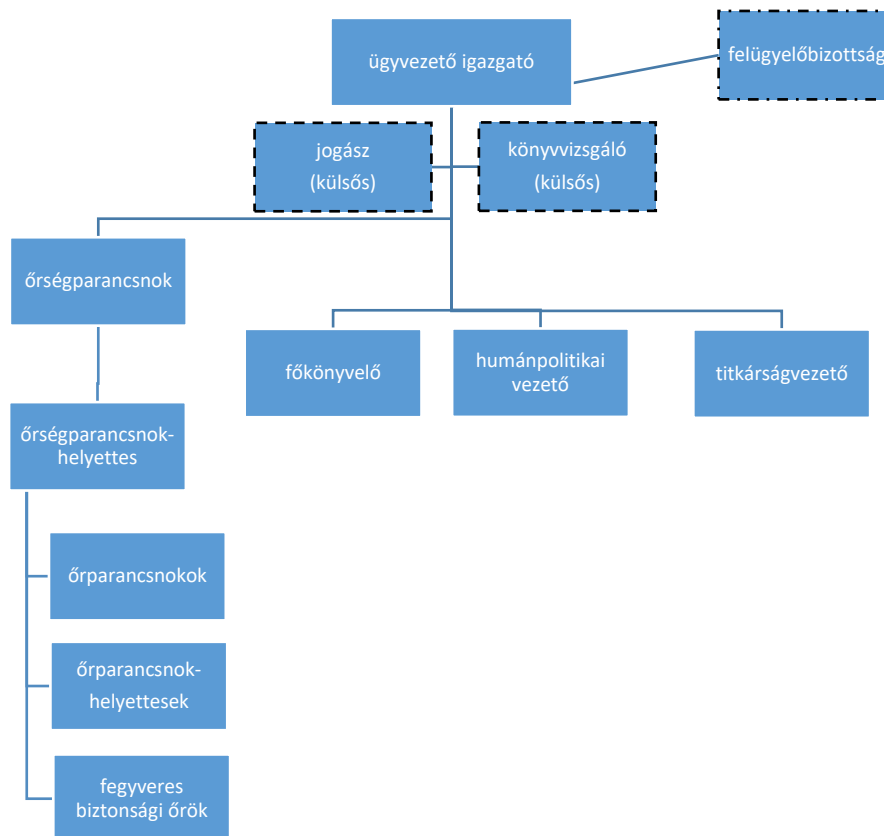 ügyvezető igazgató
felügyelőbizottság
jogász
(külsős)
könyvvizsgáló
(külsős)
őrségparancsnok
főkönyvelő
humánpolitikai
vezető
titkárságvezető
őrségparancsnok-
helyettes
őrparancsnokok
őrparancsnok-
helyettesek
fegyveres
biztonsági őrök